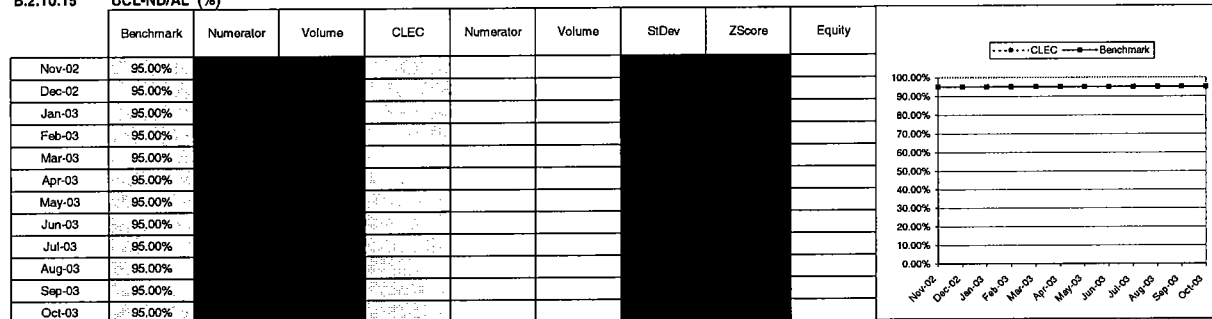 B.2.10.15 UCL-ND/AL (%)
Benchmark Numerator Volume CLEC Numerator Volume StDev ZScore Equity
Nov-02 95.00%
Dec-02 95.00%
Jan-03 95.00%
Feb-03 95.00%
Mar-03 95.00%
Apr-03 95.00%
May-03 95.00%
Jun-03 95.00%
Jul-03 95.00%
Aug-03 95.00%
Sep-03 95.00%
Oct-03 95.00%
CLEC Benchmark
100.00%
90.00%
80.00%
70.00%
60.00%
50.00%
40.00%
30.00%
20.00%
10.00%
0.00%
Nov-02 Dec-02 Jan-03 Feb-03 Mar-03 Apr-03 May-03 Jun-03 Jul-03 Aug-03 Sep-03 Oct-03